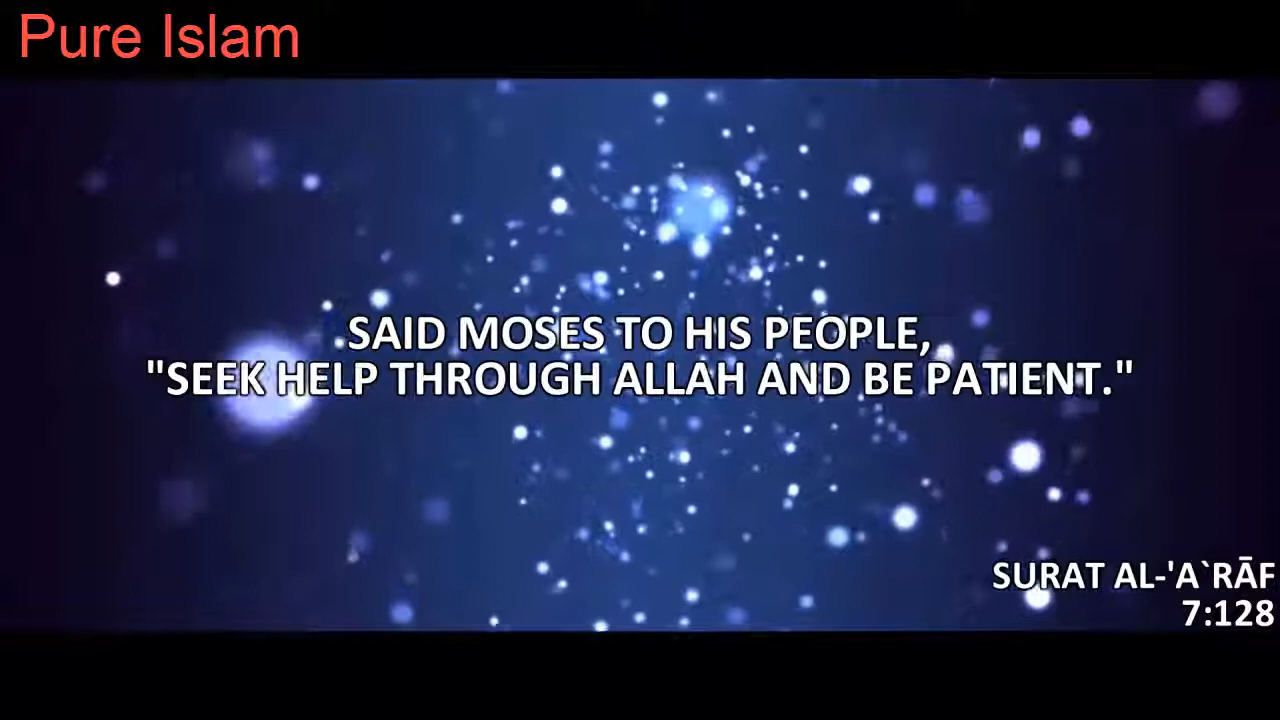 Pure Islam
SAID MOSES TO HIS PEOPLE,
"SEEK HELP THROUGH ALLAH AND BE PATIENT."
SURAT AL-'A`RĀF
7:128